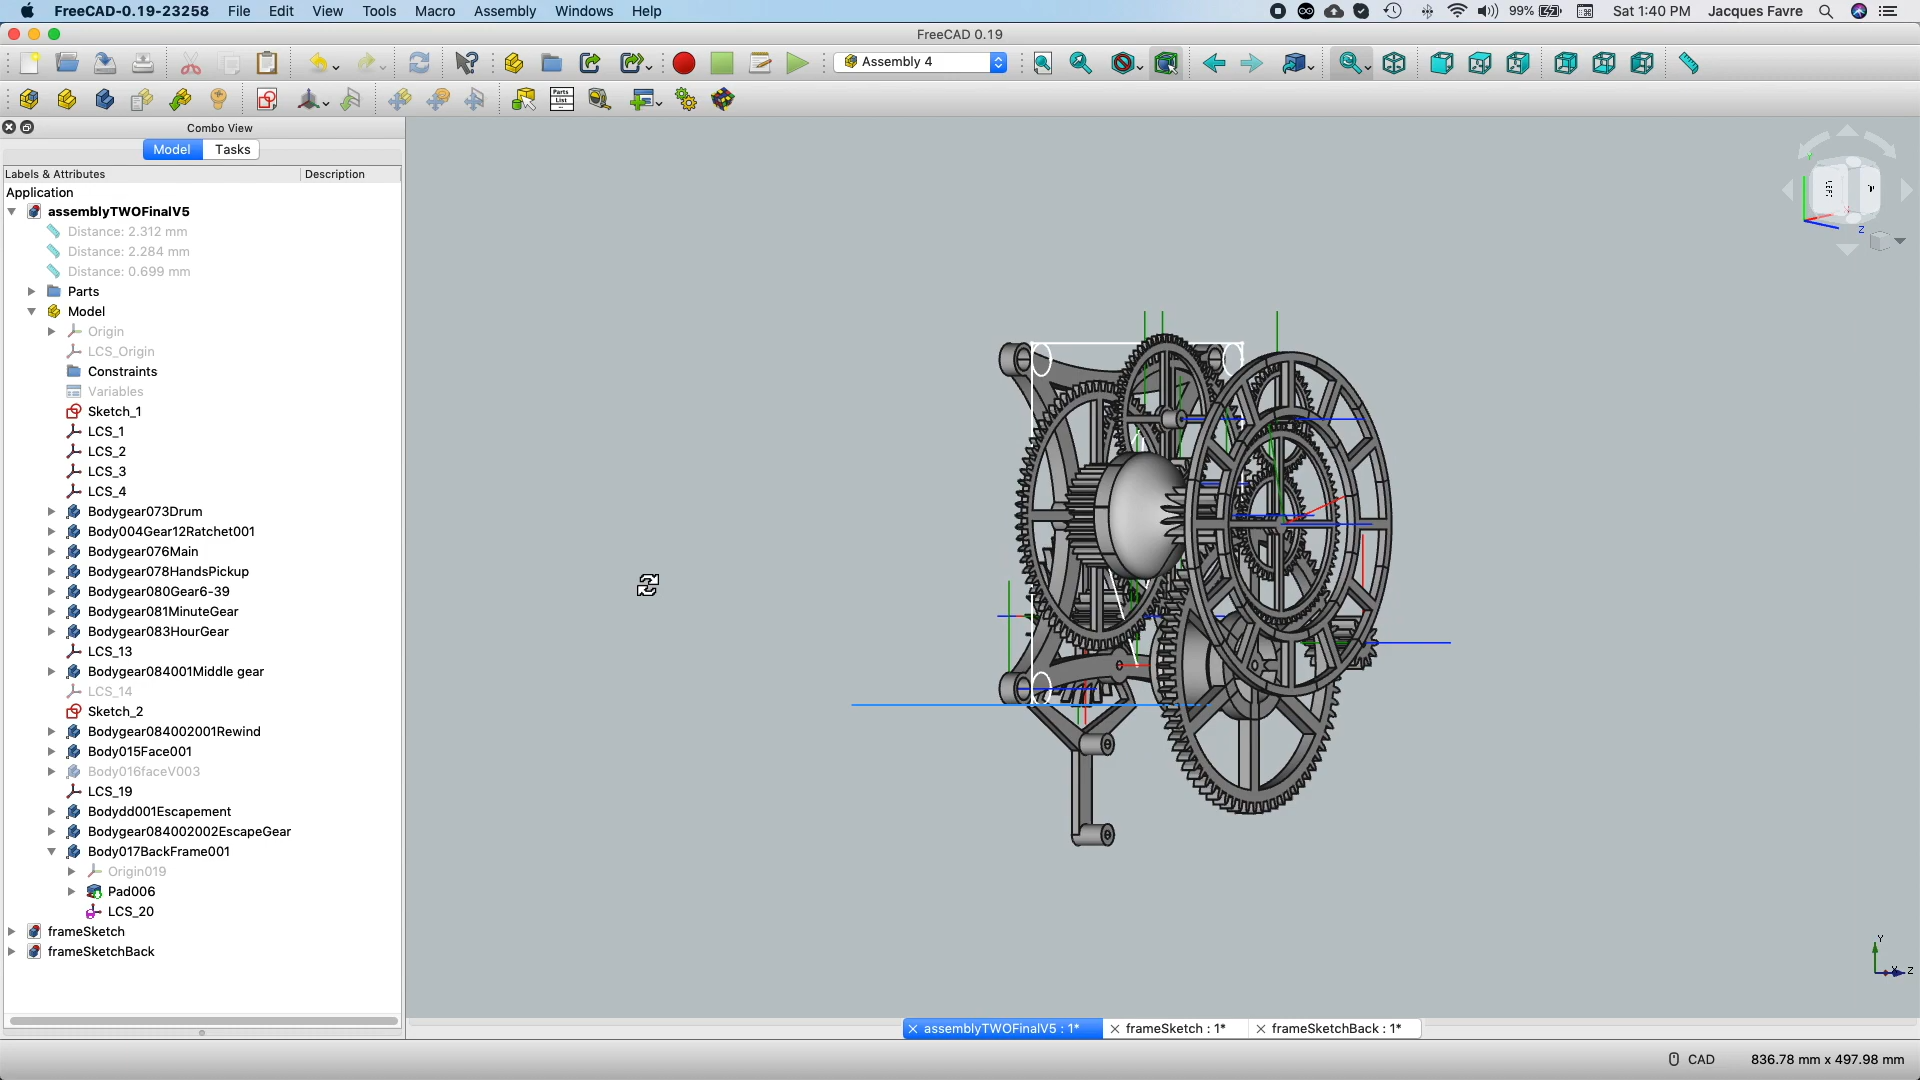 FreeCAD-0.19-23258 File Edit View Tools Macro Assembly Windows Help 99% Sat 1:40 PM Jacques Favre
FreeCAD 0.19
Assembly 4
Parts List
Combo View
Model Tasks
Labels & Attributes Description
Application
assemblyTWOFinalV5
Distance: 2.312 mm
Distance: 2.284 mm
Distance: 0.699 mm
Parts
Model
Origin
LCS_Origin
Constraints
Variables
Sketch_1
LCS_1
LCS_2
LCS_3
LCS_4
Bodygear073Drum
Body004Gear12Ratchet001
Bodygear076Main
Bodygear078HandsPickup
Bodygear080Gear6-39
Bodygear081MinuteGear
Bodygear083HourGear
LCS_13
Bodygear084001Middle gear
LCS_14
Sketch_2
Bodygear084002001Rewind
Body015Face001
Body016faceV003
LCS_19
Bodydd001Escapement
Bodygear084002002EscapeGear
Body017BackFrame001
Origin019
Pad006
LCS_20
frameSketch
frameSketchBack
Y
LEFT
Z
Y
X Z
assemblyTWOFinalV5 : 1* frameSketch : 1* frameSketchBack : 1*
CAD 836.78 mm x 497.98 mm